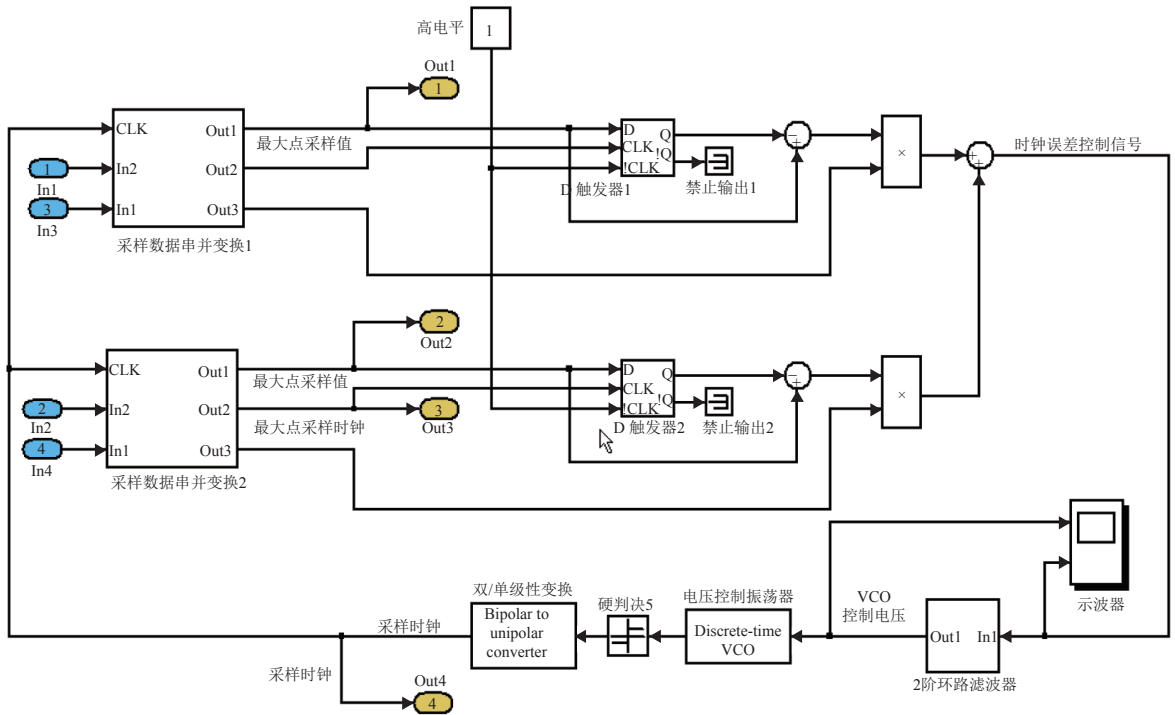 高电平
1
Out1
1
CLK
Out1
最大点采样值
D
Q
1
In2
Out2
CLK
!Q
×
时钟误差控制信号
In1
!CLK
D 触发器1
禁止输出1
3
In1
Out3
In3
采样数据串并变换1
2
Out2
CLK
Out1
最大点采样值
D
Q
2
In2
Out2
3
CLK
!Q
×
In2
最大点采样时钟
Out3
!CLK
D 触发器2
禁止输出2
4
In1
Out3
In4
采样数据串并变换2
双/单级性变换
硬判决5
电压控制振荡器
VCO
控制电压
示波器
采样时钟
Bipolar to
unipolar
converter
Discrete-time
VCO
Out1
In1
采样时钟
Out4
4
2阶环路滤波器